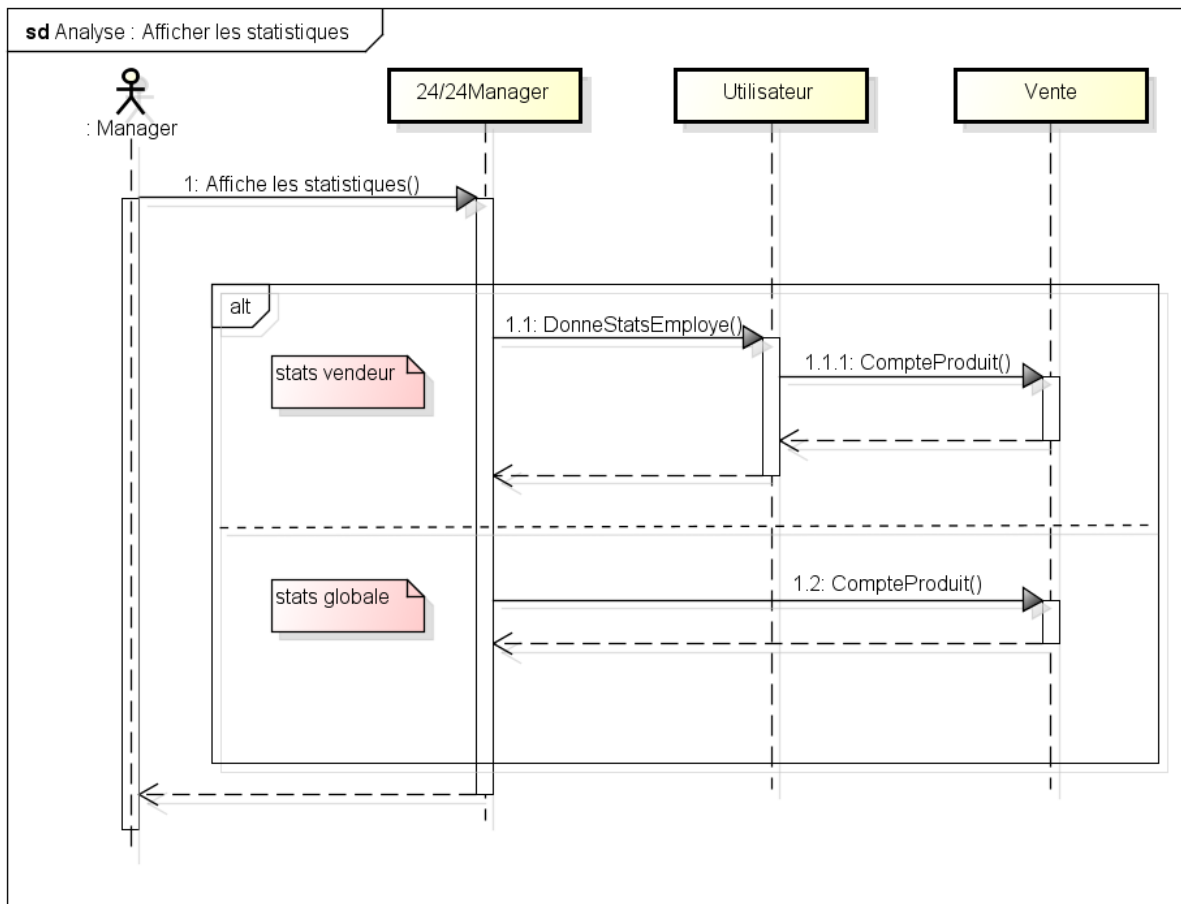 sd Analyse : Afficher les statistiques
: Manager
24/24Manager
Utilisateur
Vente
1: Affiche les statistiques()
alt
1.1: DonneStatsEmploye()
stats vendeur
1.1.1: CompteProduit()
stats globale
1.2: CompteProduit()